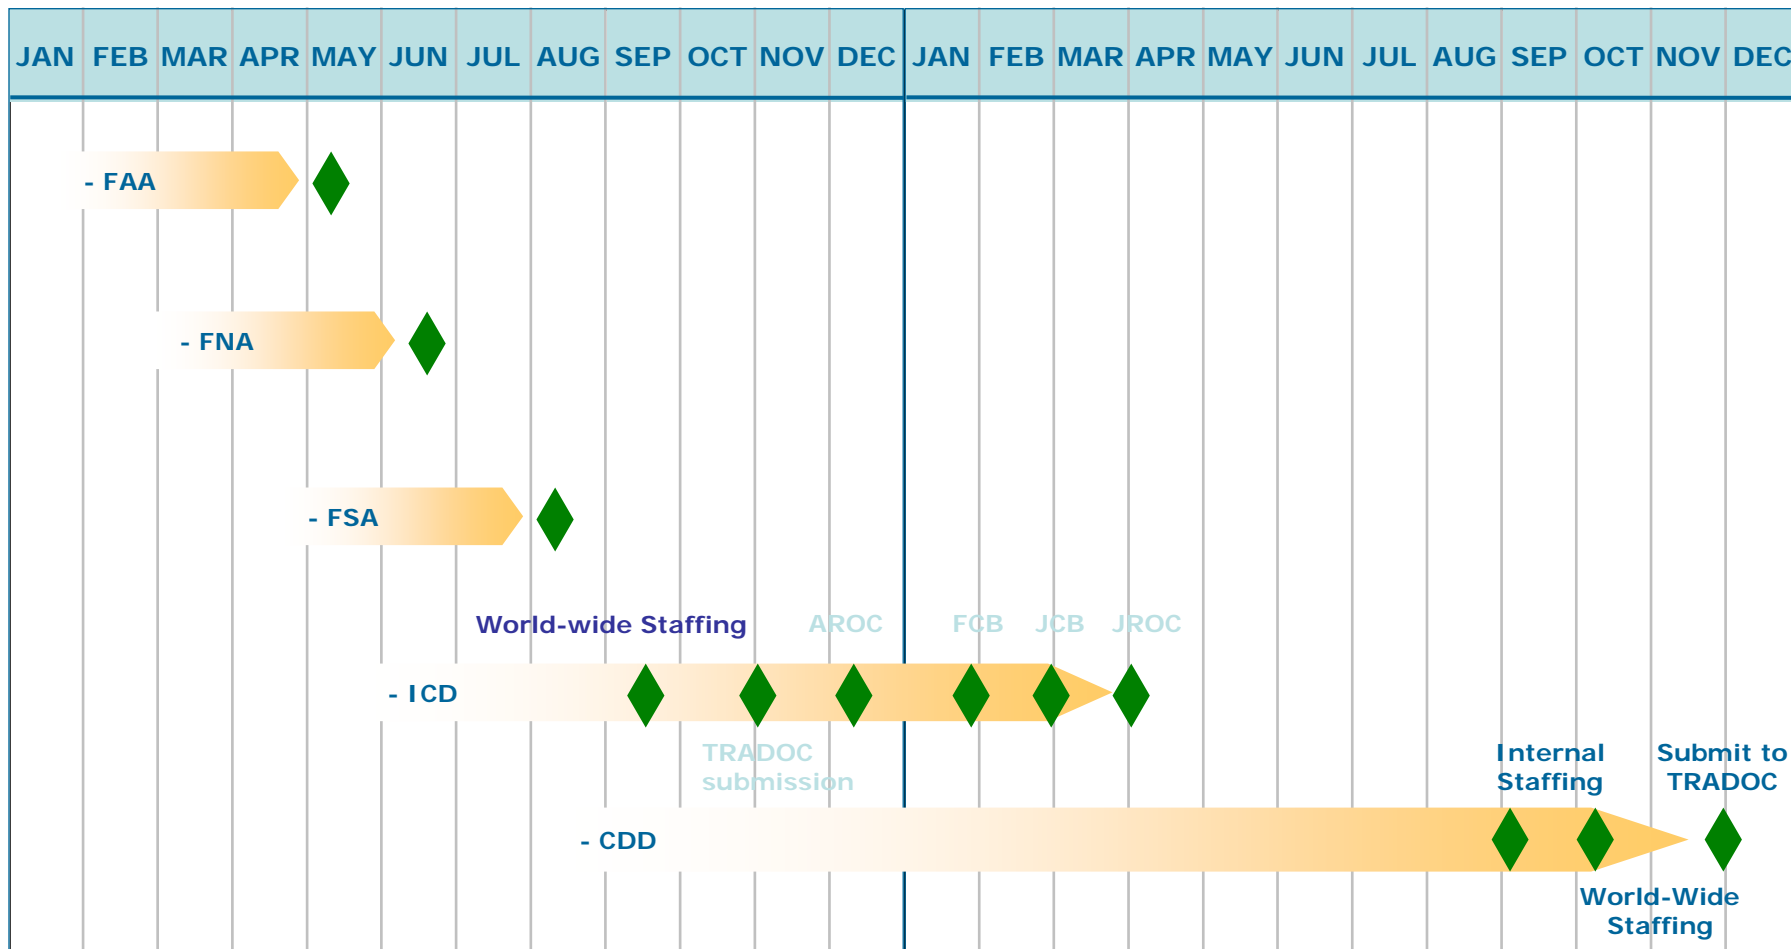 JAN FEB MAR APR MAY JUN JUL AUG SEP OCT NOV DEC JAN FEB MAR APR MAY JUN JUL AUG SEP OCT NOV DEC
- FAA
- FNA
- FSA
World-wide Staffing AROC FCB JCB JROC
- ICD
TRADOC
submission
Internal
Staffing
Submit to
TRADOC
- CDD
World-Wide
Staffing